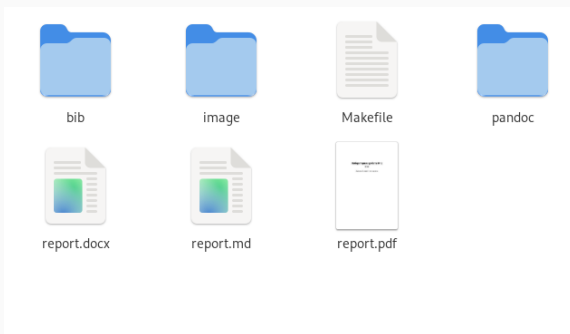 bib
image
Makefile
pandoc
report.docx
report.md
report.pdf